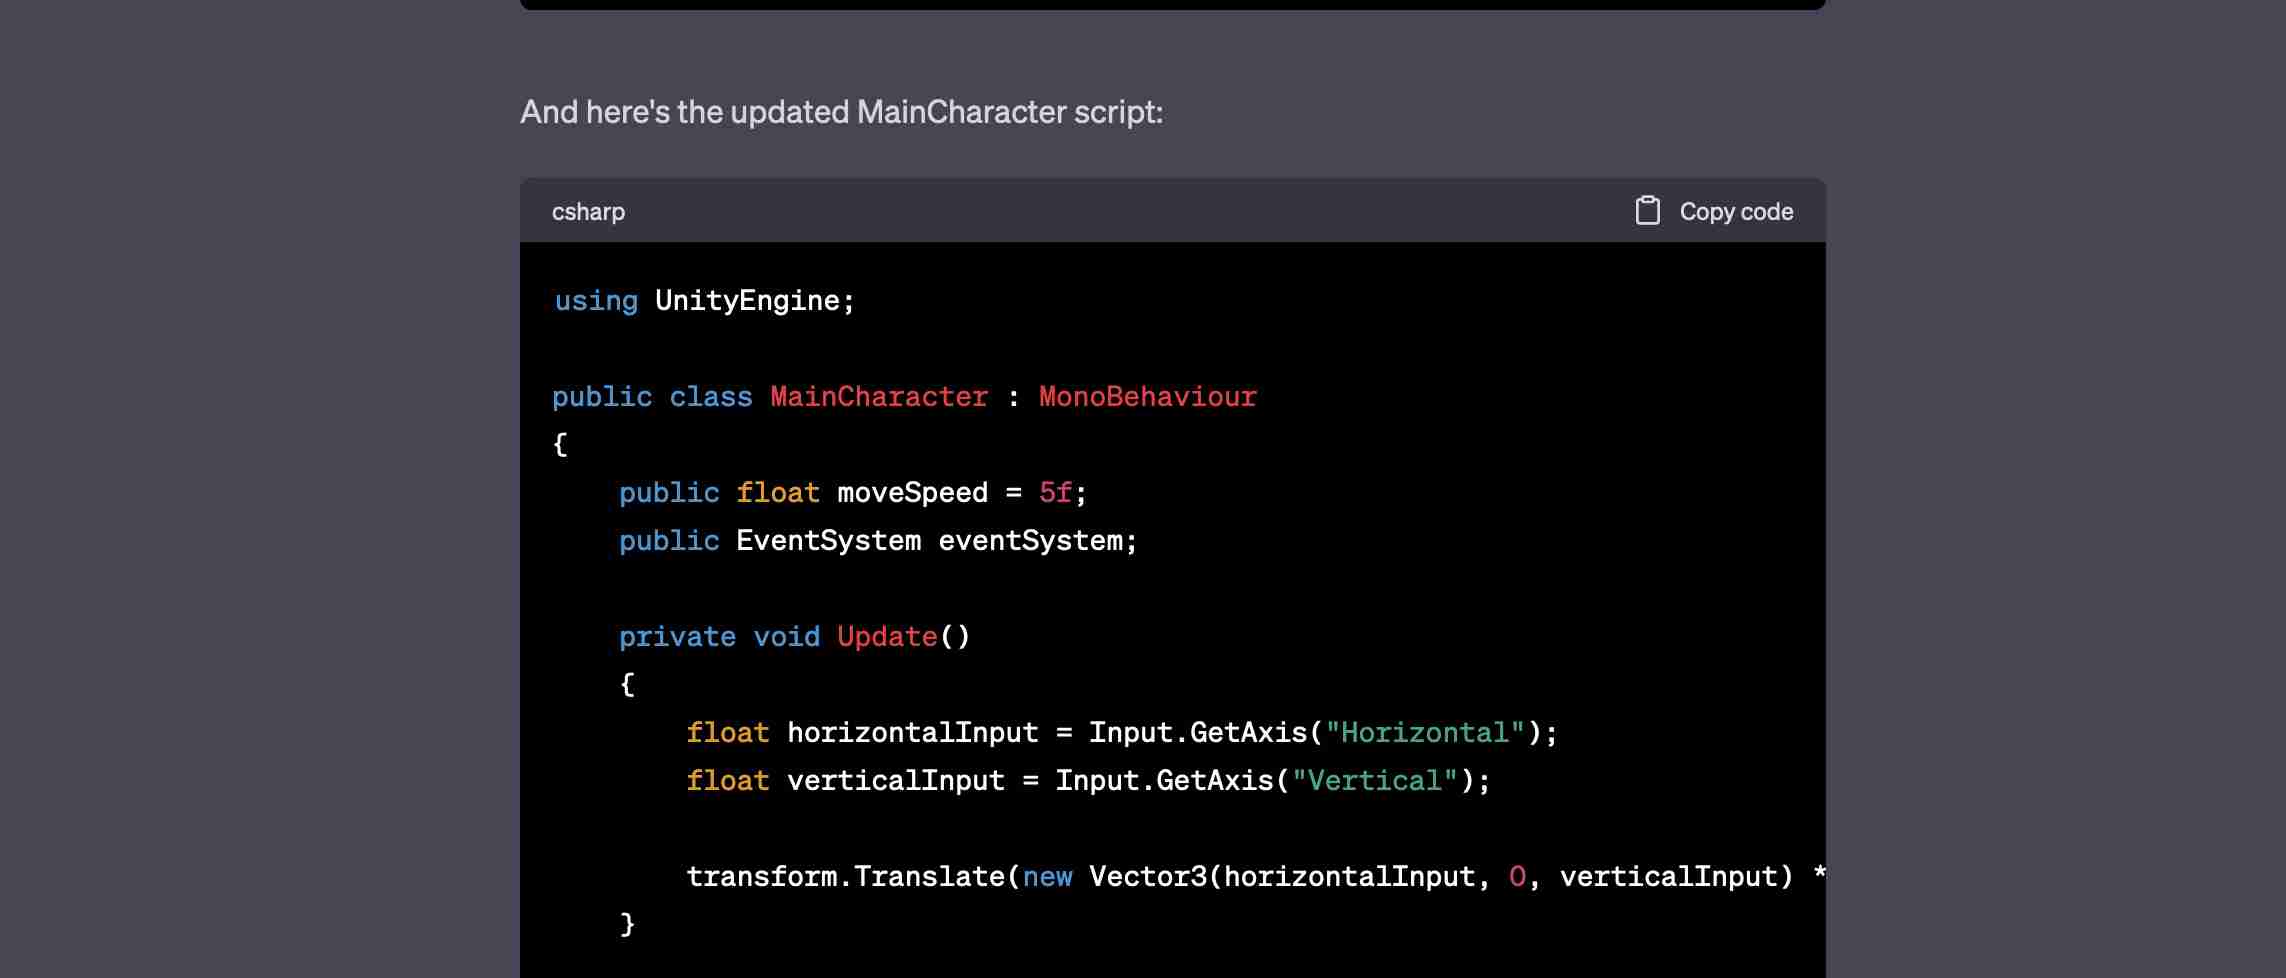 And here's the updated MainCharacter script:
csharp
Copy code
using UnityEngine;
public class MainCharacter : MonoBehaviour
{
public float moveSpeed = 5f;
public EventSystem eventSystem;
private void Update()
{
float horizontalInput = Input.GetAxis("Horizontal");
float verticalInput = Input.GetAxis("Vertical");
transform.Translate(new Vector3(horizontalInput, 0, verticalInput) *
}